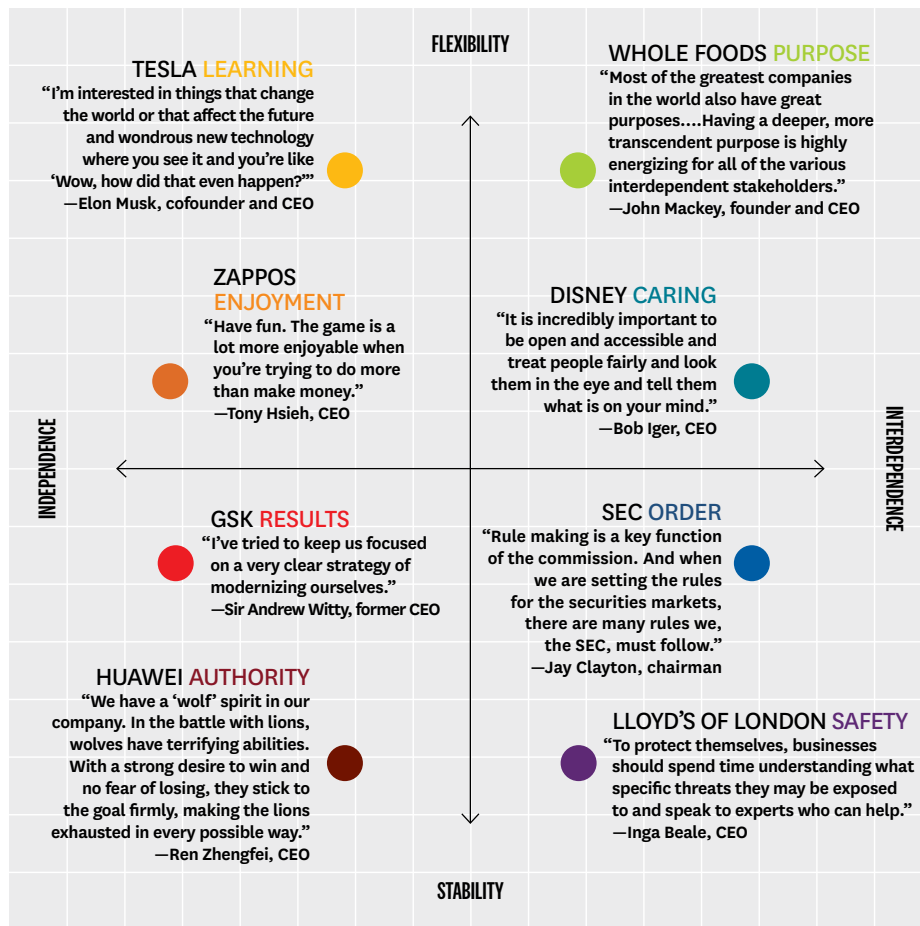 FLEXIBILITY
TESLA LEARNING
“I’m interested in things that change
the world or that affect the future
and wondrous new technology
where you see it and you’re like
‘Wow, how did that even happen?’”
—Elon Musk, cofounder and CEO
WHOLE FOODS PURPOSE
“Most of the greatest companies
in the world also have great
purposes....Having a deeper, more
transcendent purpose is highly
energizing for all of the various
interdependent stakeholders.”
—John Mackey, founder and CEO
ZAPPOS
ENJOYMENT
“Have fun. The game is a
lot more enjoyable when
you’re trying to do more
than make money.”
—Tony Hsieh, CEO
DISNEY CARING
“It is incredibly important to
be open and accessible and
treat people fairly and look
them in the eye and tell them
what is on your mind.”
—Bob Iger, CEO
INDEPENDENCE
INTERDEPENDENCE
GSK RESULTS
“I’ve tried to keep us focused
on a very clear strategy of
modernizing ourselves.”
—Sir Andrew Witty, former CEO
SEC ORDER
“Rule making is a key function
of the commission. And when
we are setting the rules
for the securities markets,
there are many rules we,
the SEC, must follow.”
—Jay Clayton, chairman
HUAWEI AUTHORITY
“We have a ‘wolf’ spirit in our
company. In the battle with lions,
wolves have terrifying abilities.
With a strong desire to win and
no fear of losing, they stick to
the goal firmly, making the lions
exhausted in every possible way.”
—Ren Zhengfei, CEO
LLOYD’S OF LONDON SAFETY
“To protect themselves, businesses
should spend time understanding what
specific threats they may be exposed
to and speak to experts who can help.”
—Inga Beale, CEO
STABILITY